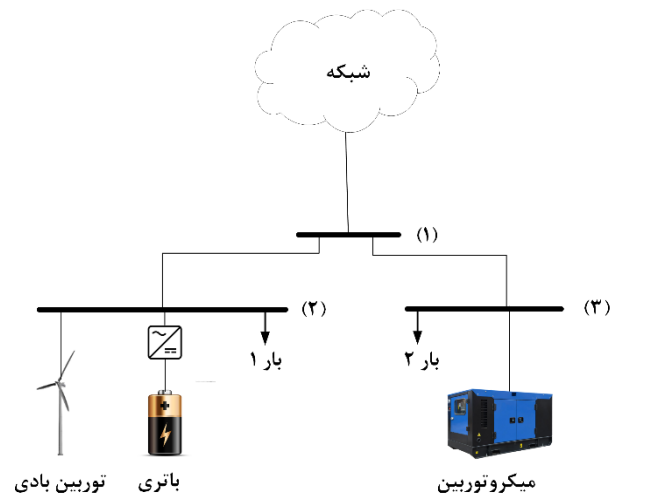 شبکه
(۱)
(۲)
(۳)
بار ۱
بار ۲
توربین بادی
باتری
میکروتوربین